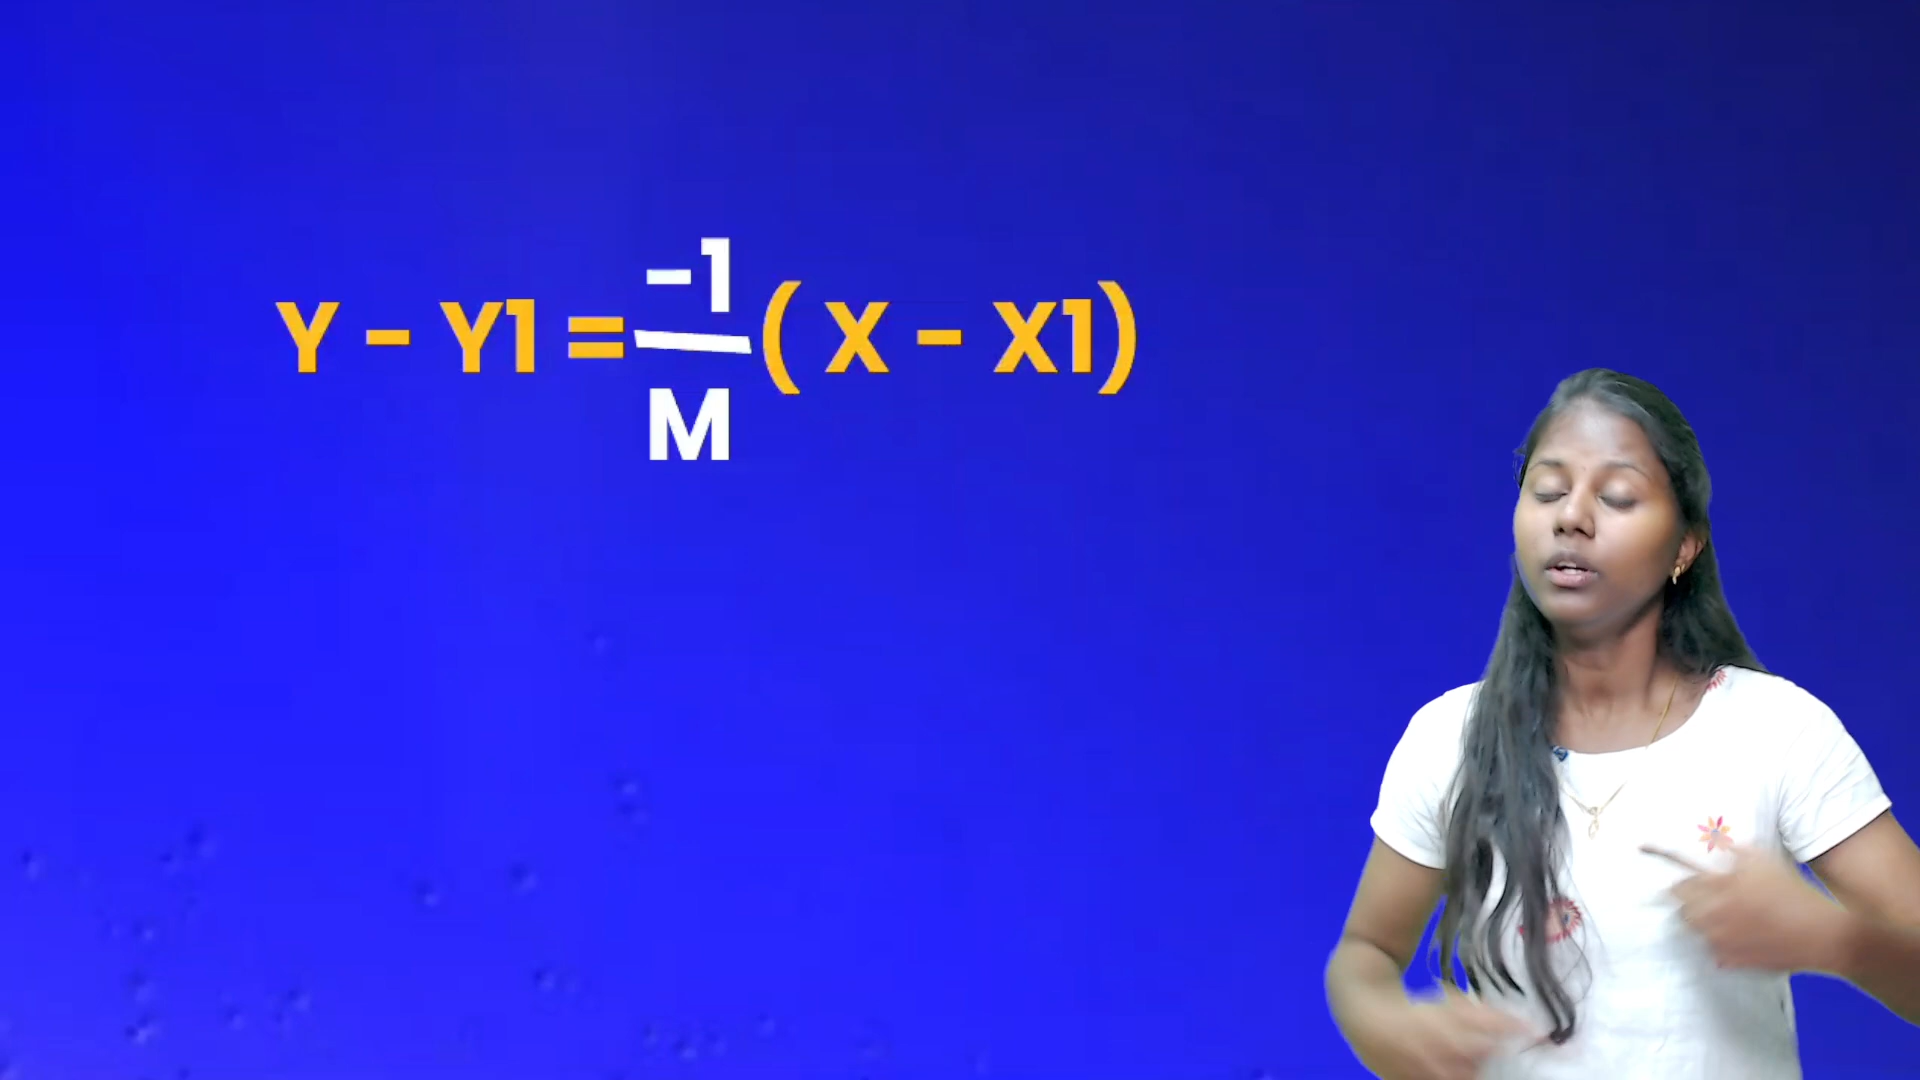 Y - Y1 = -1/M ( X - X1)